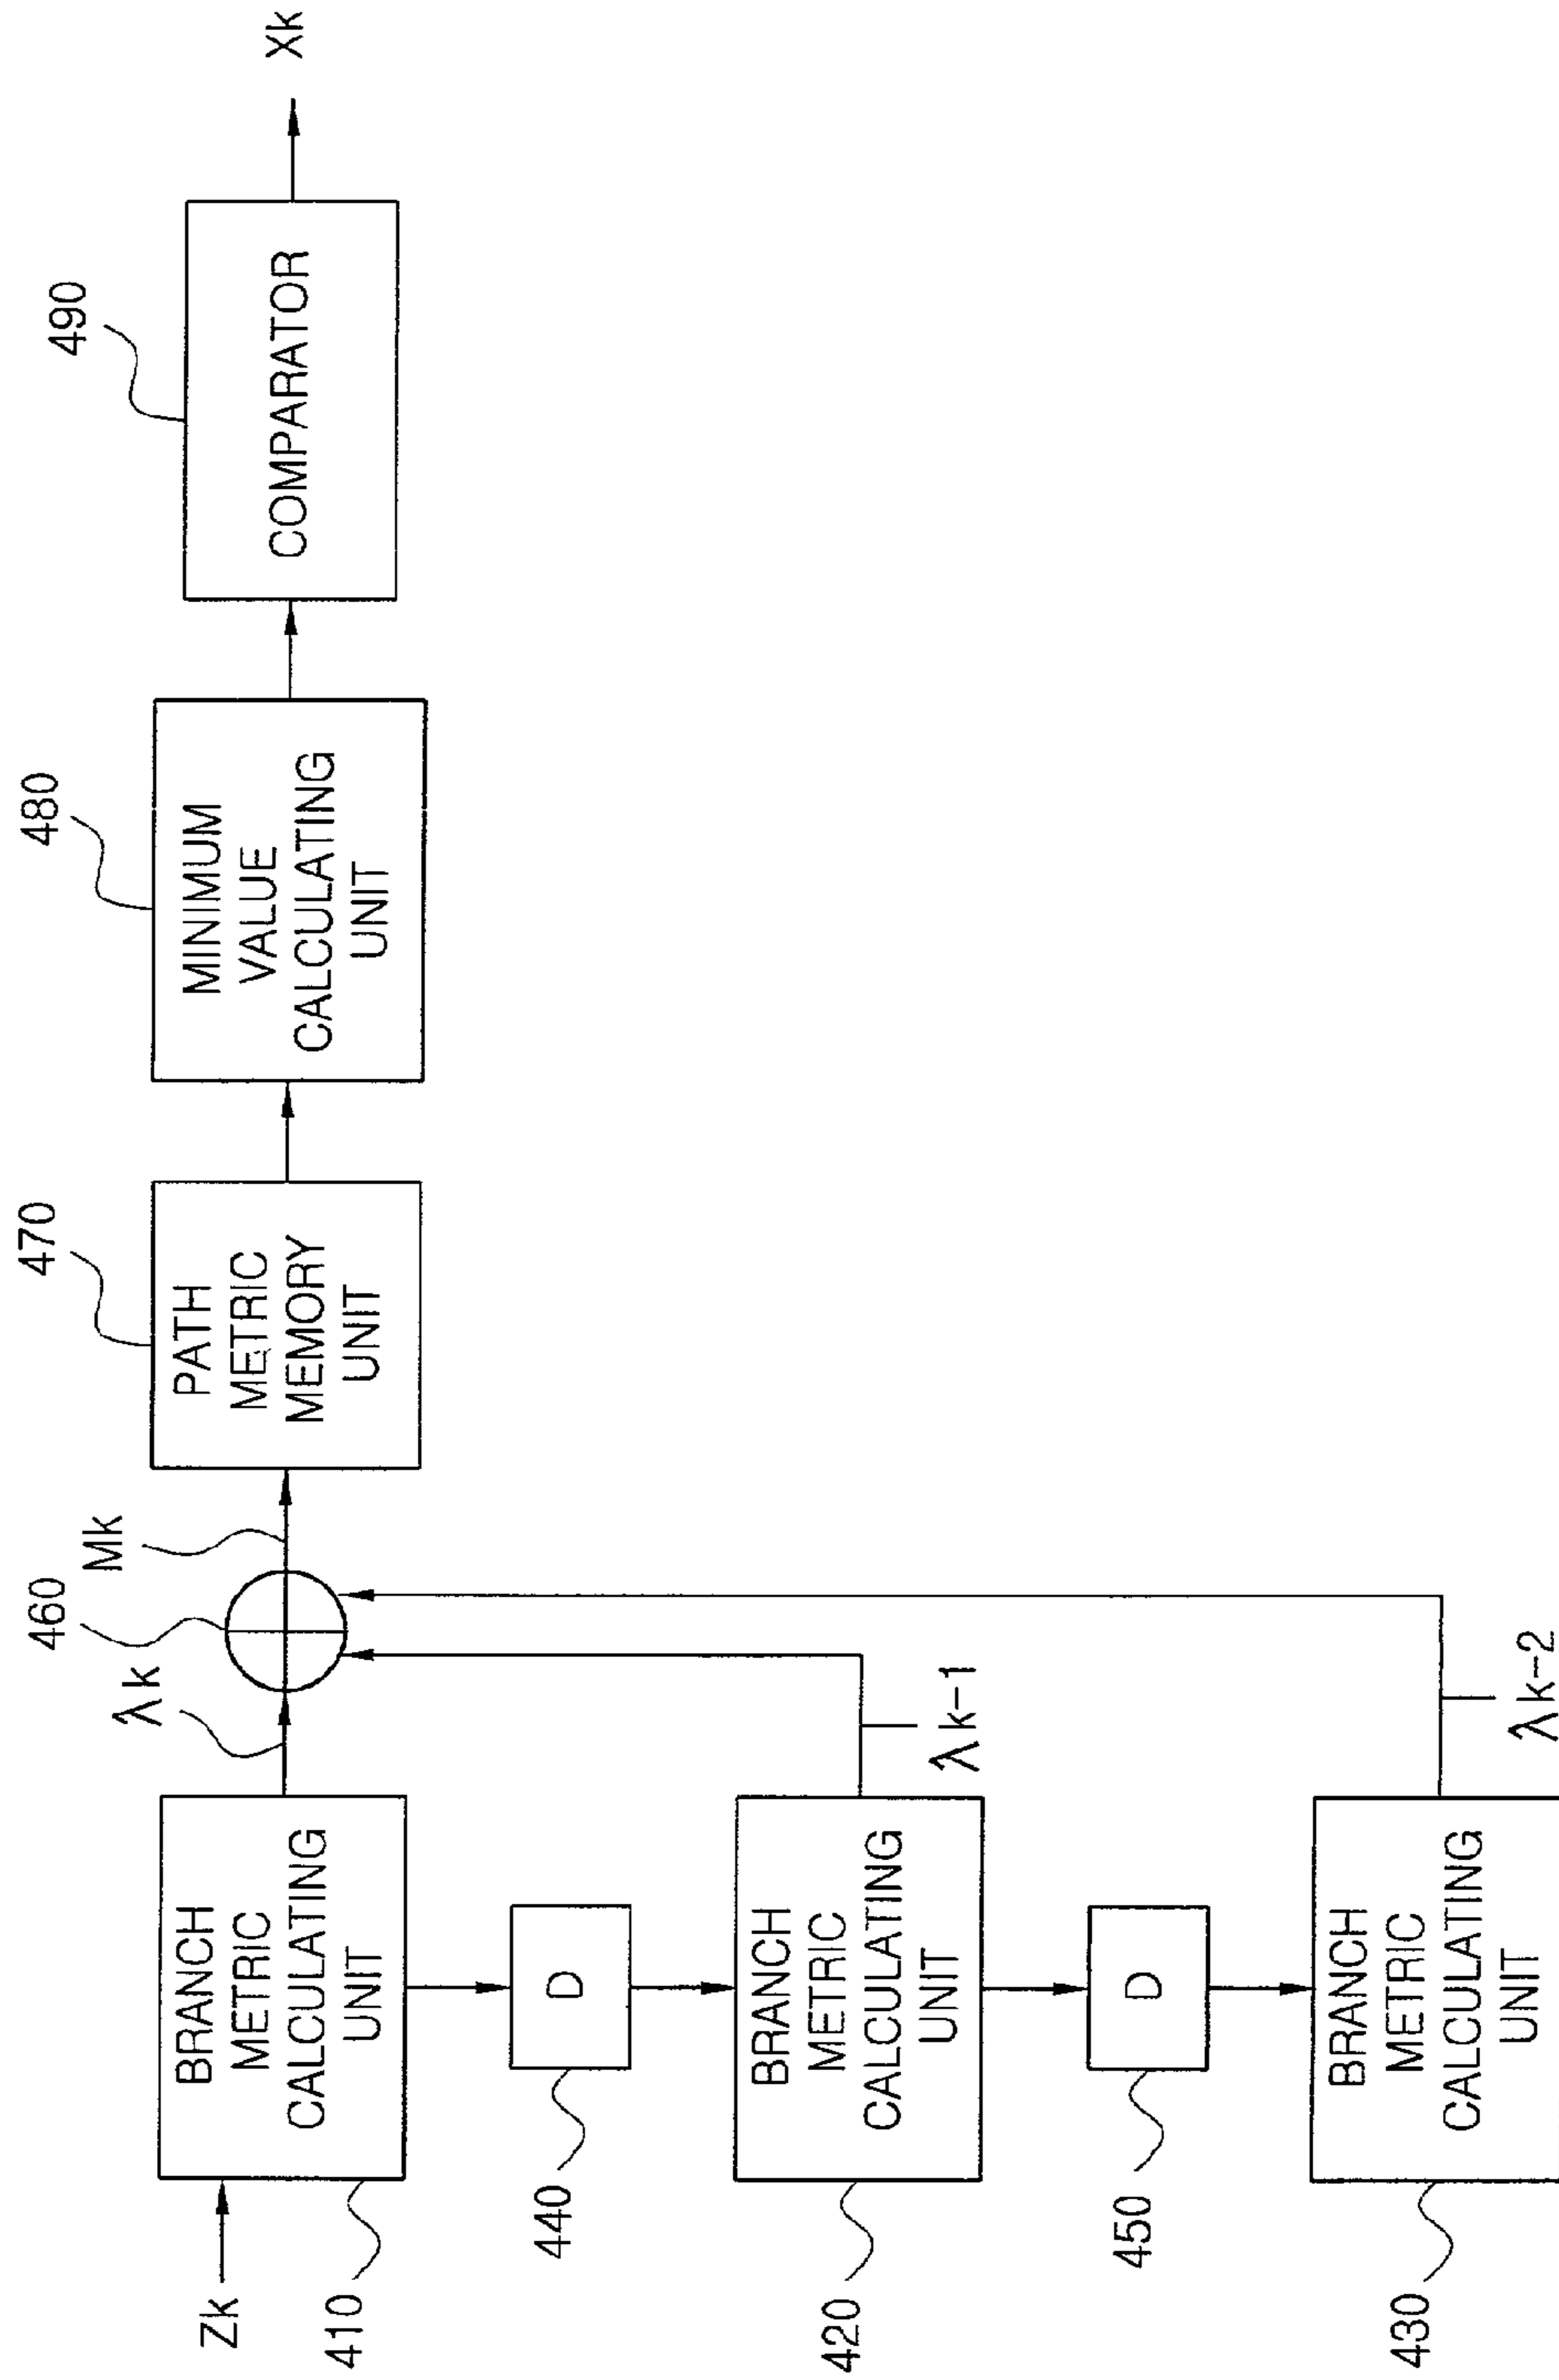 Zk
410
BRANCH
METRIC
CALCULATING
UNIT
λk
460
Mk
470
PATH
METRIC
MEMORY
UNIT
480
MINIMUM
VALUE
CALCULATING
UNIT
490
COMPARATOR
Xk
440
D
420
BRANCH
METRIC
CALCULATING
UNIT
λk-1
450
D
430
BRANCH
METRIC
CALCULATING
UNIT
λk-2